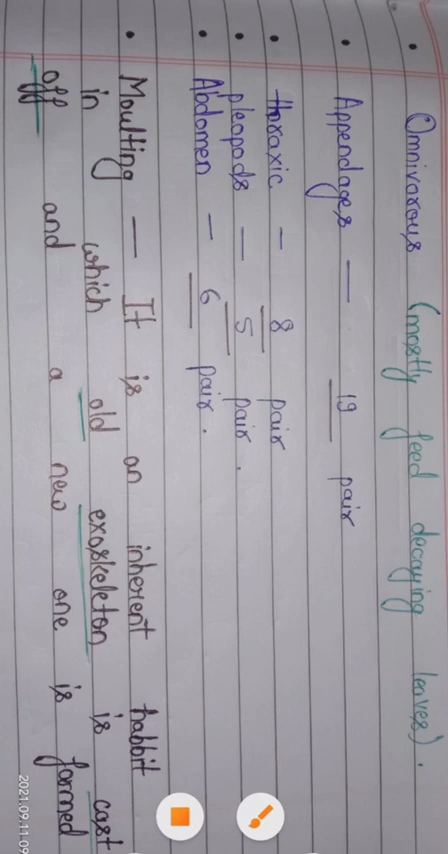 • Omnivorous (mostly feed decaying leaves).
• Appendages — 19 pair
• thoraxic - 8 pair
• pleopods — 5 pair.
• Abdomen - 6 pair.
• Moulting — It is an inherent habbit
in which old exoskeleton is cast
off and a new one is formed
2021.09.11 09